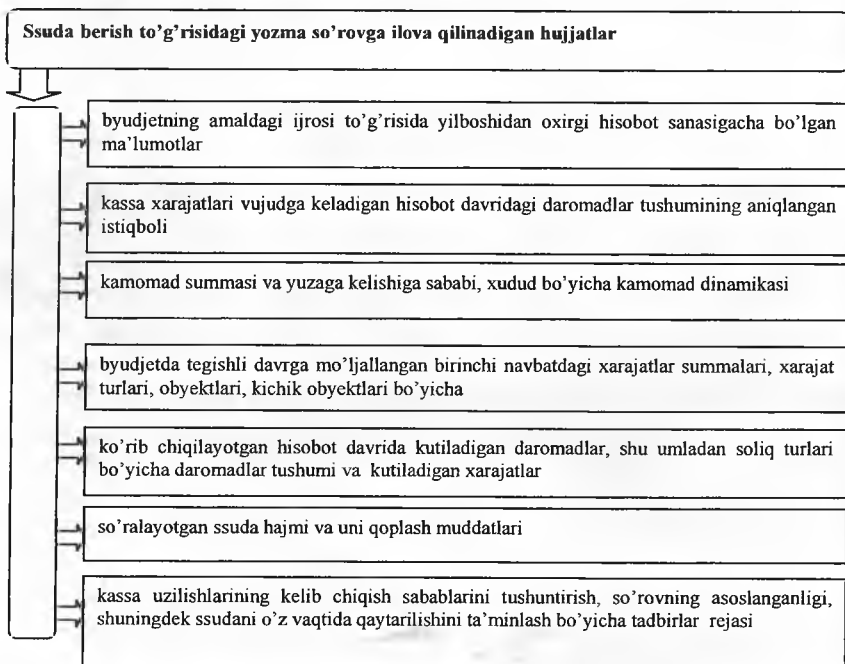 Ssuda berish to'g'risidagi yozma so'rovga ilova qilinadigan hujjatlar
byudjetning amaldagi ijrosi to'g'risida yilboshidan oxirgi hisobot sanasigacha bo'lgan
ma'lumotlar
kassa xarajatlari vujudga keladigan hisobot davridagi daromadlar tushumining aniqlangan
istiqboli
kamomad summasi va yuzaga kelishiga sababi, xudud bo'yicha kamomad dinamikasi
byudjetda tegishli davrga mo'ljallangan birinchi navbatdagi xarajatlar summalari, xarajat
turlari, obyektlari, kichik obyektlari bo'yicha
ko'rib chiqilayotgan hisobot davrida kutiladigan daromadlar, shu umladan soliq turlari
bo'yicha daromadlar tushumi va kutiladigan xarajatlar
so'ralayotgan ssuda hajmi va uni qoplash muddatlari
kassa uzilishlarining kelib chiqish sabablarini tushuntirish, so'rovning asoslanganligi,
shuningdek ssudani o'z vaqtida qaytarilishini ta'minlash bo'yicha tadbirlar rejasi